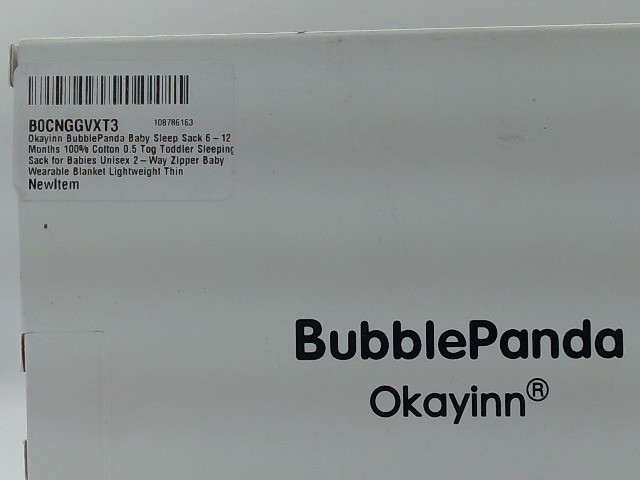 B0CNGGVXT3 108786163
Okayinn BubblePanda Baby Sleep Sack 6 – 12
Months 100% Cotton 0.5 Tog Toddler Sleeping
Sack for Babies Unisex 2 – Way Zipper Baby
Wearable Blanket Lightweight Thin
NewItem
BubblePanda
Okayinn®